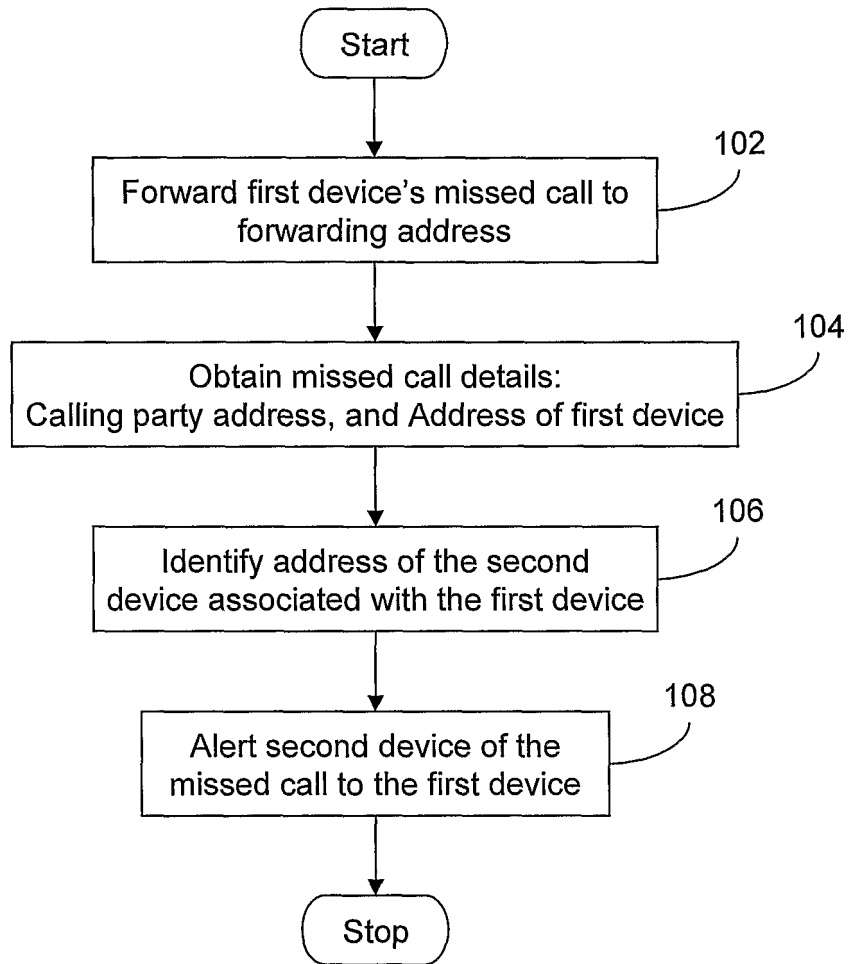 Start
102
Forward first device's missed call to
forwarding address
104
Obtain missed call details:
Calling party address, and Address of first device
106
Identify address of the second
device associated with the first device
108
Alert second device of the
missed call to the first device
Stop